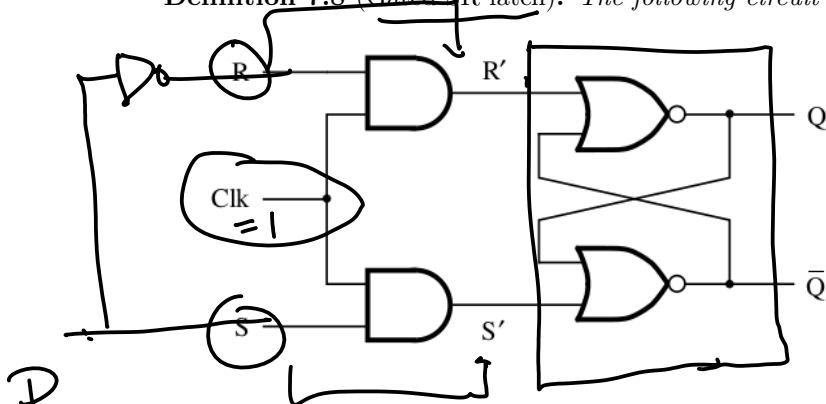 Definition 7.8 (Gated SR latch). The following circuit
R
R′
Q
Clk
= 1
S
S′
Q̅
D